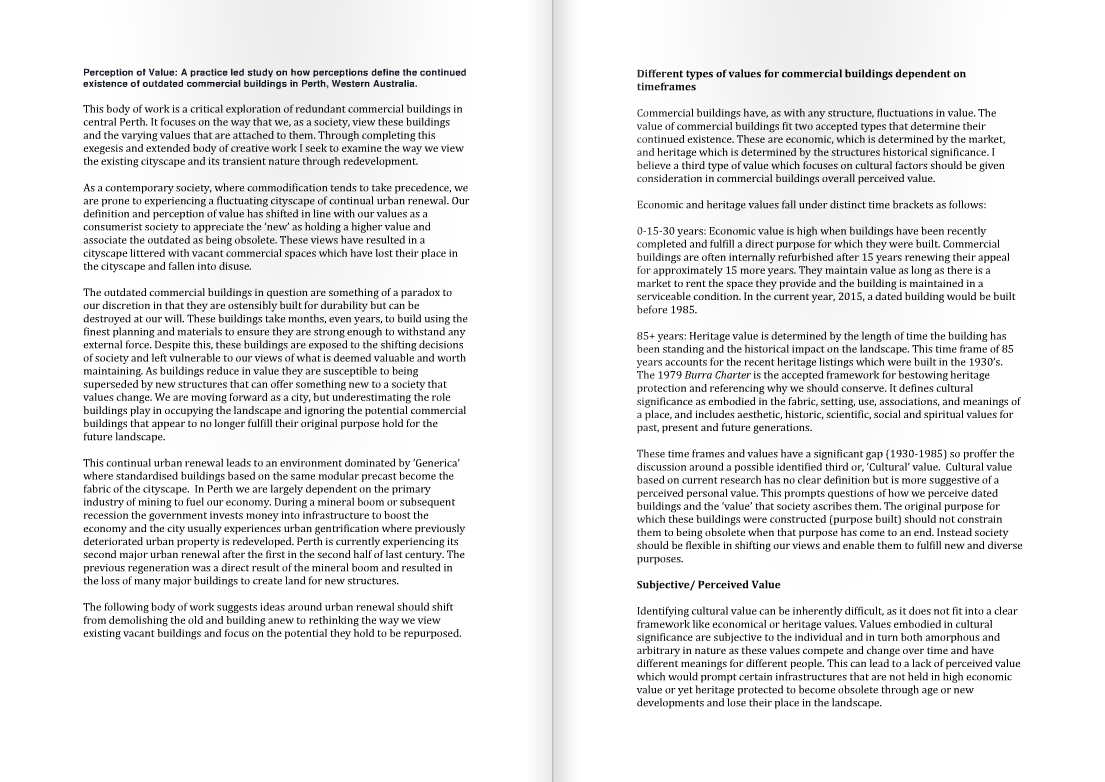 Perception of Value: A practice led study on how perceptions define the continued
existence of outdated commercial buildings in Perth, Western Australia.
This body of work is a critical exploration of redundant commercial buildings in
central Perth. It focuses on the way that we, as a society, view these buildings
and the varying values that are attached to them. Through completing this
exegesis and extended body of creative work I seek to examine the way we view
the existing cityscape and its transient nature through redevelopment.
As a contemporary society, where commodification tends to take precedence, we
are prone to experiencing a fluctuating cityscape of continual urban renewal. Our
definition and perception of value has shifted in line with our values as a
consumerist society to appreciate the ‘new’ as holding a higher value and
associate the outdated as being obsolete. These views have resulted in a
cityscape littered with vacant commercial spaces which have lost their place in
the cityscape and fallen into disuse.
The outdated commercial buildings in question are something of a paradox to
our discretion in that they are ostensibly built for durability but can be
destroyed at our will. These buildings take months, even years, to build using the
finest planning and materials to ensure they are strong enough to withstand any
external force. Despite this, these buildings are exposed to the shifting decisions
of society and left vulnerable to our views of what is deemed valuable and worth
maintaining. As buildings reduce in value they are susceptible to being
superseded by new structures that can offer something new to a society that
values change. We are moving forward as a city, but underestimating the role
buildings play in occupying the landscape and ignoring the potential commercial
buildings that appear to no longer fulfill their original purpose hold for the
future landscape.
This continual urban renewal leads to an environment dominated by ‘Generica’
where standardised buildings based on the same modular precast become the
fabric of the cityscape.  In Perth we are largely dependent on the primary
industry of mining to fuel our economy. During a mineral boom or subsequent
recession the government invests money into infrastructure to boost the
economy and the city usually experiences urban gentrification where previously
deteriorated urban property is redeveloped. Perth is currently experiencing its
second major urban renewal after the first in the second half of last century. The
previous regeneration was a direct result of the mineral boom and resulted in
the loss of many major buildings to create land for new structures.
The following body of work suggests ideas around urban renewal should shift
from demolishing the old and building anew to rethinking the way we view
existing vacant buildings and focus on the potential they hold to be repurposed.
Different types of values for commercial buildings dependent on
timeframes
Commercial buildings have, as with any structure, fluctuations in value. The
value of commercial buildings fit two accepted types that determine their
continued existence. These are economic, which is determined by the market,
and heritage which is determined by the structures historical significance. I
believe a third type of value which focuses on cultural factors should be given
consideration in commercial buildings overall perceived value.
Economic and heritage values fall under distinct time brackets as follows:
0-15-30 years: Economic value is high when buildings have been recently
completed and fulfill a direct purpose for which they were built. Commercial
buildings are often internally refurbished after 15 years renewing their appeal
for approximately 15 more years. They maintain value as long as there is a
market to rent the space they provide and the building is maintained in a
serviceable condition. In the current year, 2015, a dated building would be built
before 1985.
85+ years: Heritage value is determined by the length of time the building has
been standing and the historical impact on the landscape. This time frame of 85
years accounts for the recent heritage listings which were built in the 1930’s.
The 1979 Burra Charter is the accepted framework for bestowing heritage
protection and referencing why we should conserve. It defines cultural
significance as embodied in the fabric, setting, use, associations, and meanings of
a place, and includes aesthetic, historic, scientific, social and spiritual values for
past, present and future generations.
These time frames and values have a significant gap (1930-1985) so proffer the
discussion around a possible identified third or, ‘Cultural’ value.  Cultural value
based on current research has no clear definition but is more suggestive of a
perceived personal value. This prompts questions of how we perceive dated
buildings and the ‘value’ that society ascribes them. The original purpose for
which these buildings were constructed (purpose built) should not constrain
them to being obsolete when that purpose has come to an end. Instead society
should be flexible in shifting our views and enable them to fulfill new and diverse
purposes.
Subjective/ Perceived Value
Identifying cultural value can be inherently difficult, as it does not fit into a clear
framework like economical or heritage values. Values embodied in cultural
significance are subjective to the individual and in turn both amorphous and
arbitrary in nature as these values compete and change over time and have
different meanings for different people. This can lead to a lack of perceived value
which would prompt certain infrastructures that are not held in high economic
value or yet heritage protected to become obsolete through age or new
developments and lose their place in the landscape.